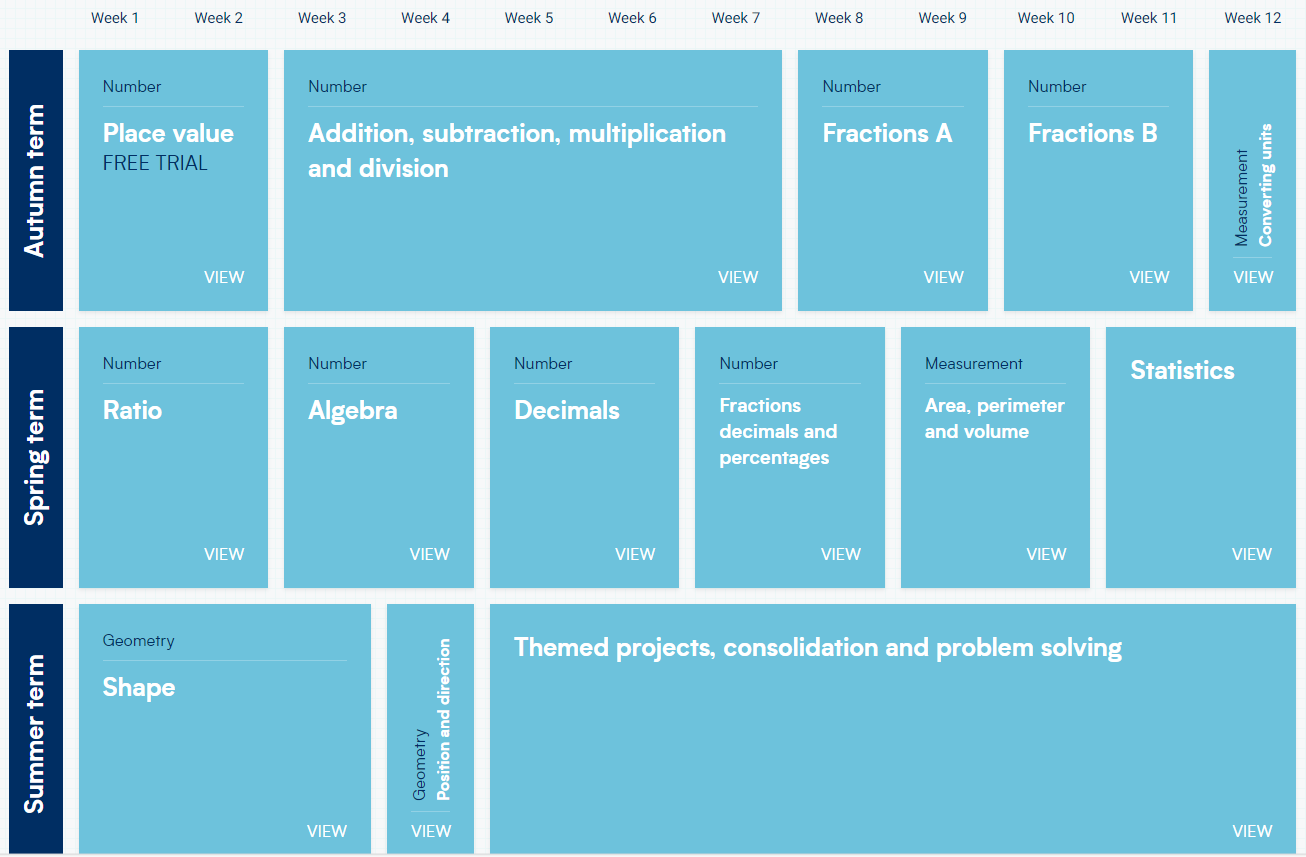 Week 1 Week 2 Week 3 Week 4 Week 5 Week 6 Week 7 Week 8 Week 9 Week 10 Week 11 Week 12
Autumn term
Number
Place value
FREE TRIAL
VIEW
Number
Addition, subtraction, multiplication
and division
VIEW
Number
Fractions A
VIEW
Number
Fractions B
VIEW
Measurement
Converting units
VIEW
Spring term
Number
Ratio
VIEW
Number
Algebra
VIEW
Number
Decimals
VIEW
Number
Fractions
decimals and
percentages
VIEW
Measurement
Area, perimeter
and volume
VIEW
Statistics
VIEW
Summer term
Geometry
Shape
VIEW
Geometry
Position and direction
VIEW
Themed projects, consolidation and problem solving
VIEW